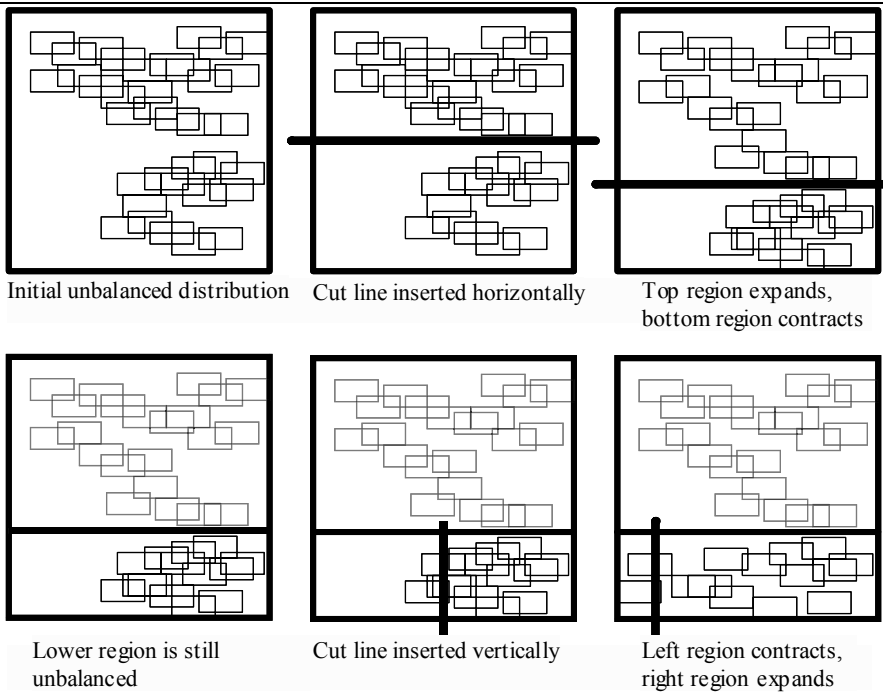 Initial unbalanced distribution
Cut line inserted horizontally
Top region expands,
bottom region contracts
Lower region is still
unbalanced
Cut line inserted vertically
Left region contracts,
right region expands